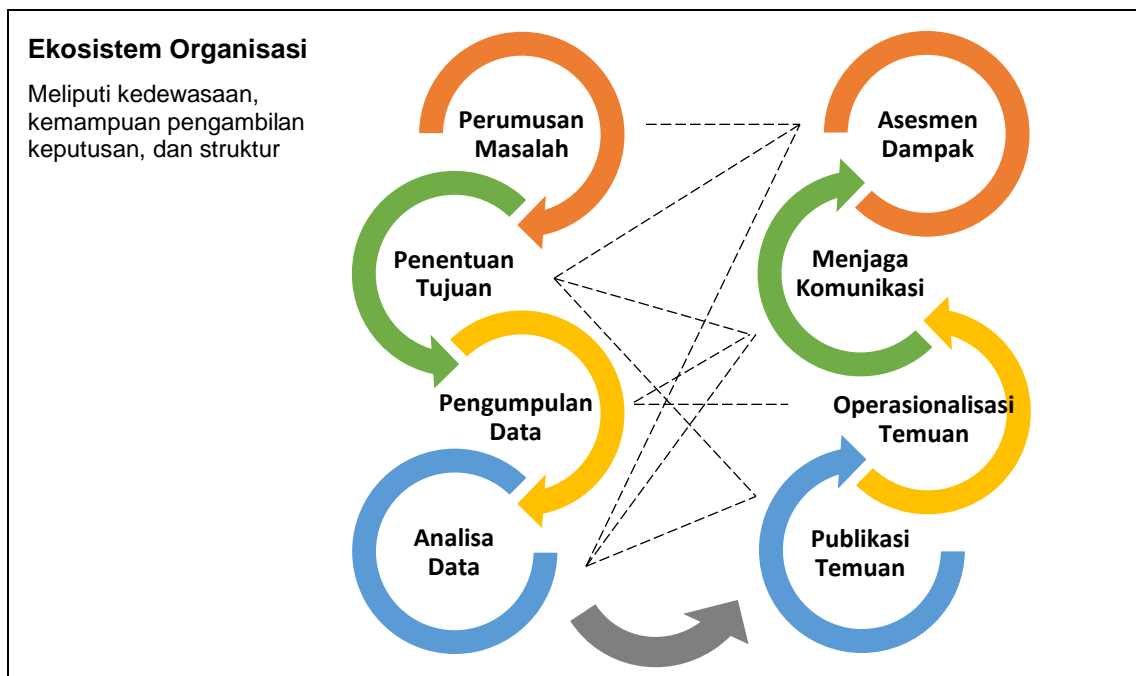 Ekosistem Organisasi
Meliputi kedewasaan,
kemampuan pengambilan
keputusan, dan struktur
Perumusan
Masalah
Penentuan
Tujuan
Pengumpulan
Data
Analisa
Data
Asesmen
Dampak
Menjaga
Komunikasi
Operasionalisasi
Temuan
Publikasi
Temuan